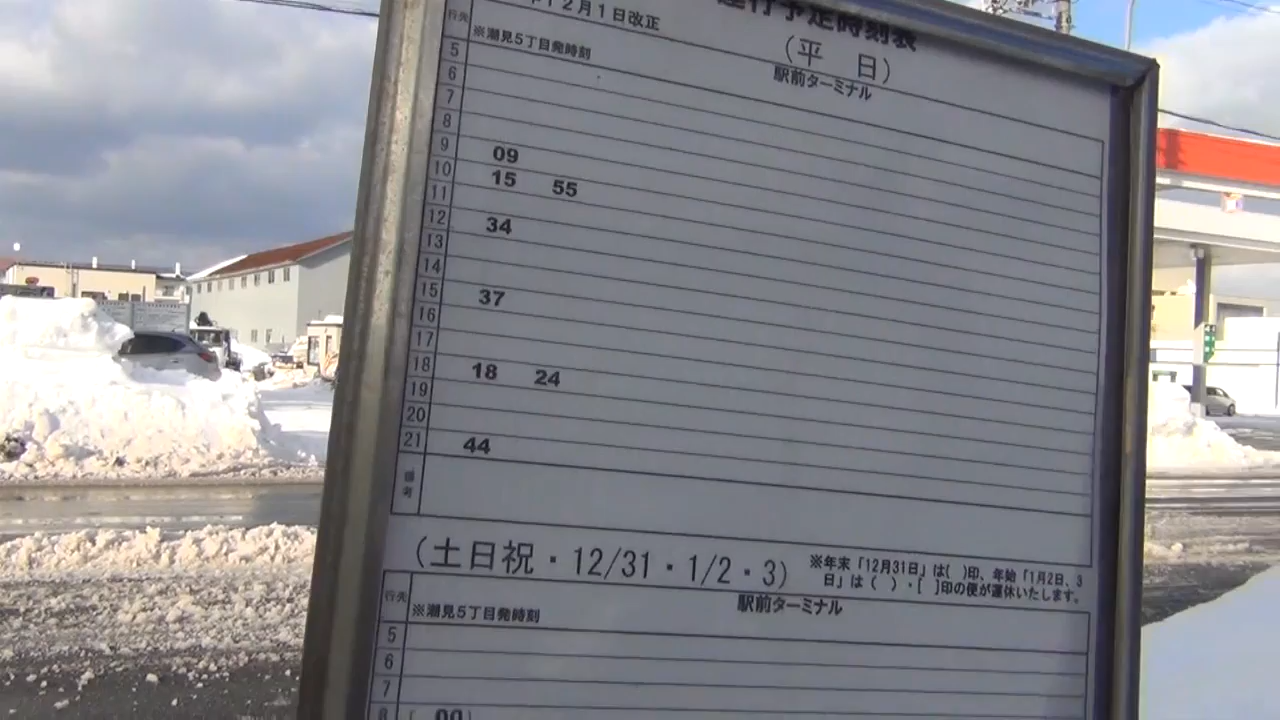 運行予定時刻表
12月1日改正
(平 日)
行先 ※潮見5丁目発時刻 駅前ターミナル
5
6
7
8
9 09
10 15 55
11
12 34
13
14
15 37
16
17
18 18 24
19
20
21 44
備考
(土日祝・12/31・1/2・3)
※年末「12月31日」は( )印、年始「1月2日、3
日」は( )・[ ]印の便が運休いたします。
行先 ※潮見5丁目発時刻 駅前ターミナル
5
6
7
8 ( 00)